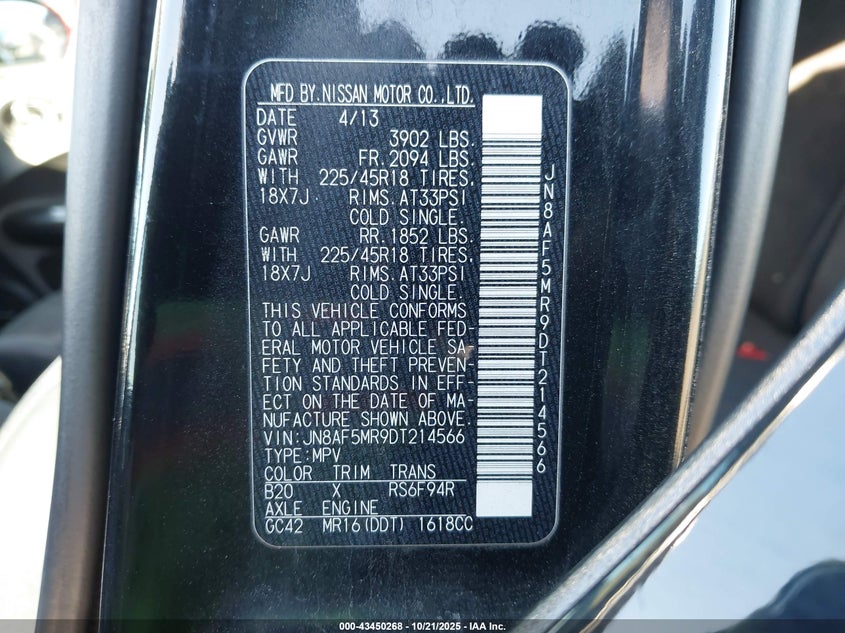 MFD BY.NISSAN MOTOR CO.,LTD.
DATE 4/13
GVWR 3902 LBS.
GAWR FR.2094 LBS.
WITH 225/45R18 TIRES,
18X7J RIMS.AT33PSI
COLD SINGLE.
GAWR RR.1852 LBS.
WITH 225/45R18 TIRES,
18X7J RIMS.AT33PSI
COLD SINGLE.
THIS VEHICLE CONFORMS
TO ALL APPLICABLE FED-
ERAL MOTOR VEHICLE SA-
FETY AND THEFT PREVEN-
TION STANDARDS IN EFF-
ECT ON THE DATE OF MA-
NUFACTURE SHOWN ABOVE.
VIN:JN8AF5MR9DT214566
TYPE:MPV
COLOR TRIM TRANS
B20 X RS6F94R
AXLE ENGINE
GC42 MR16(DDT) 1618CC
JN8AF5MR9DT214566
000-43450268 - 10/21/2025 - IAA Inc.